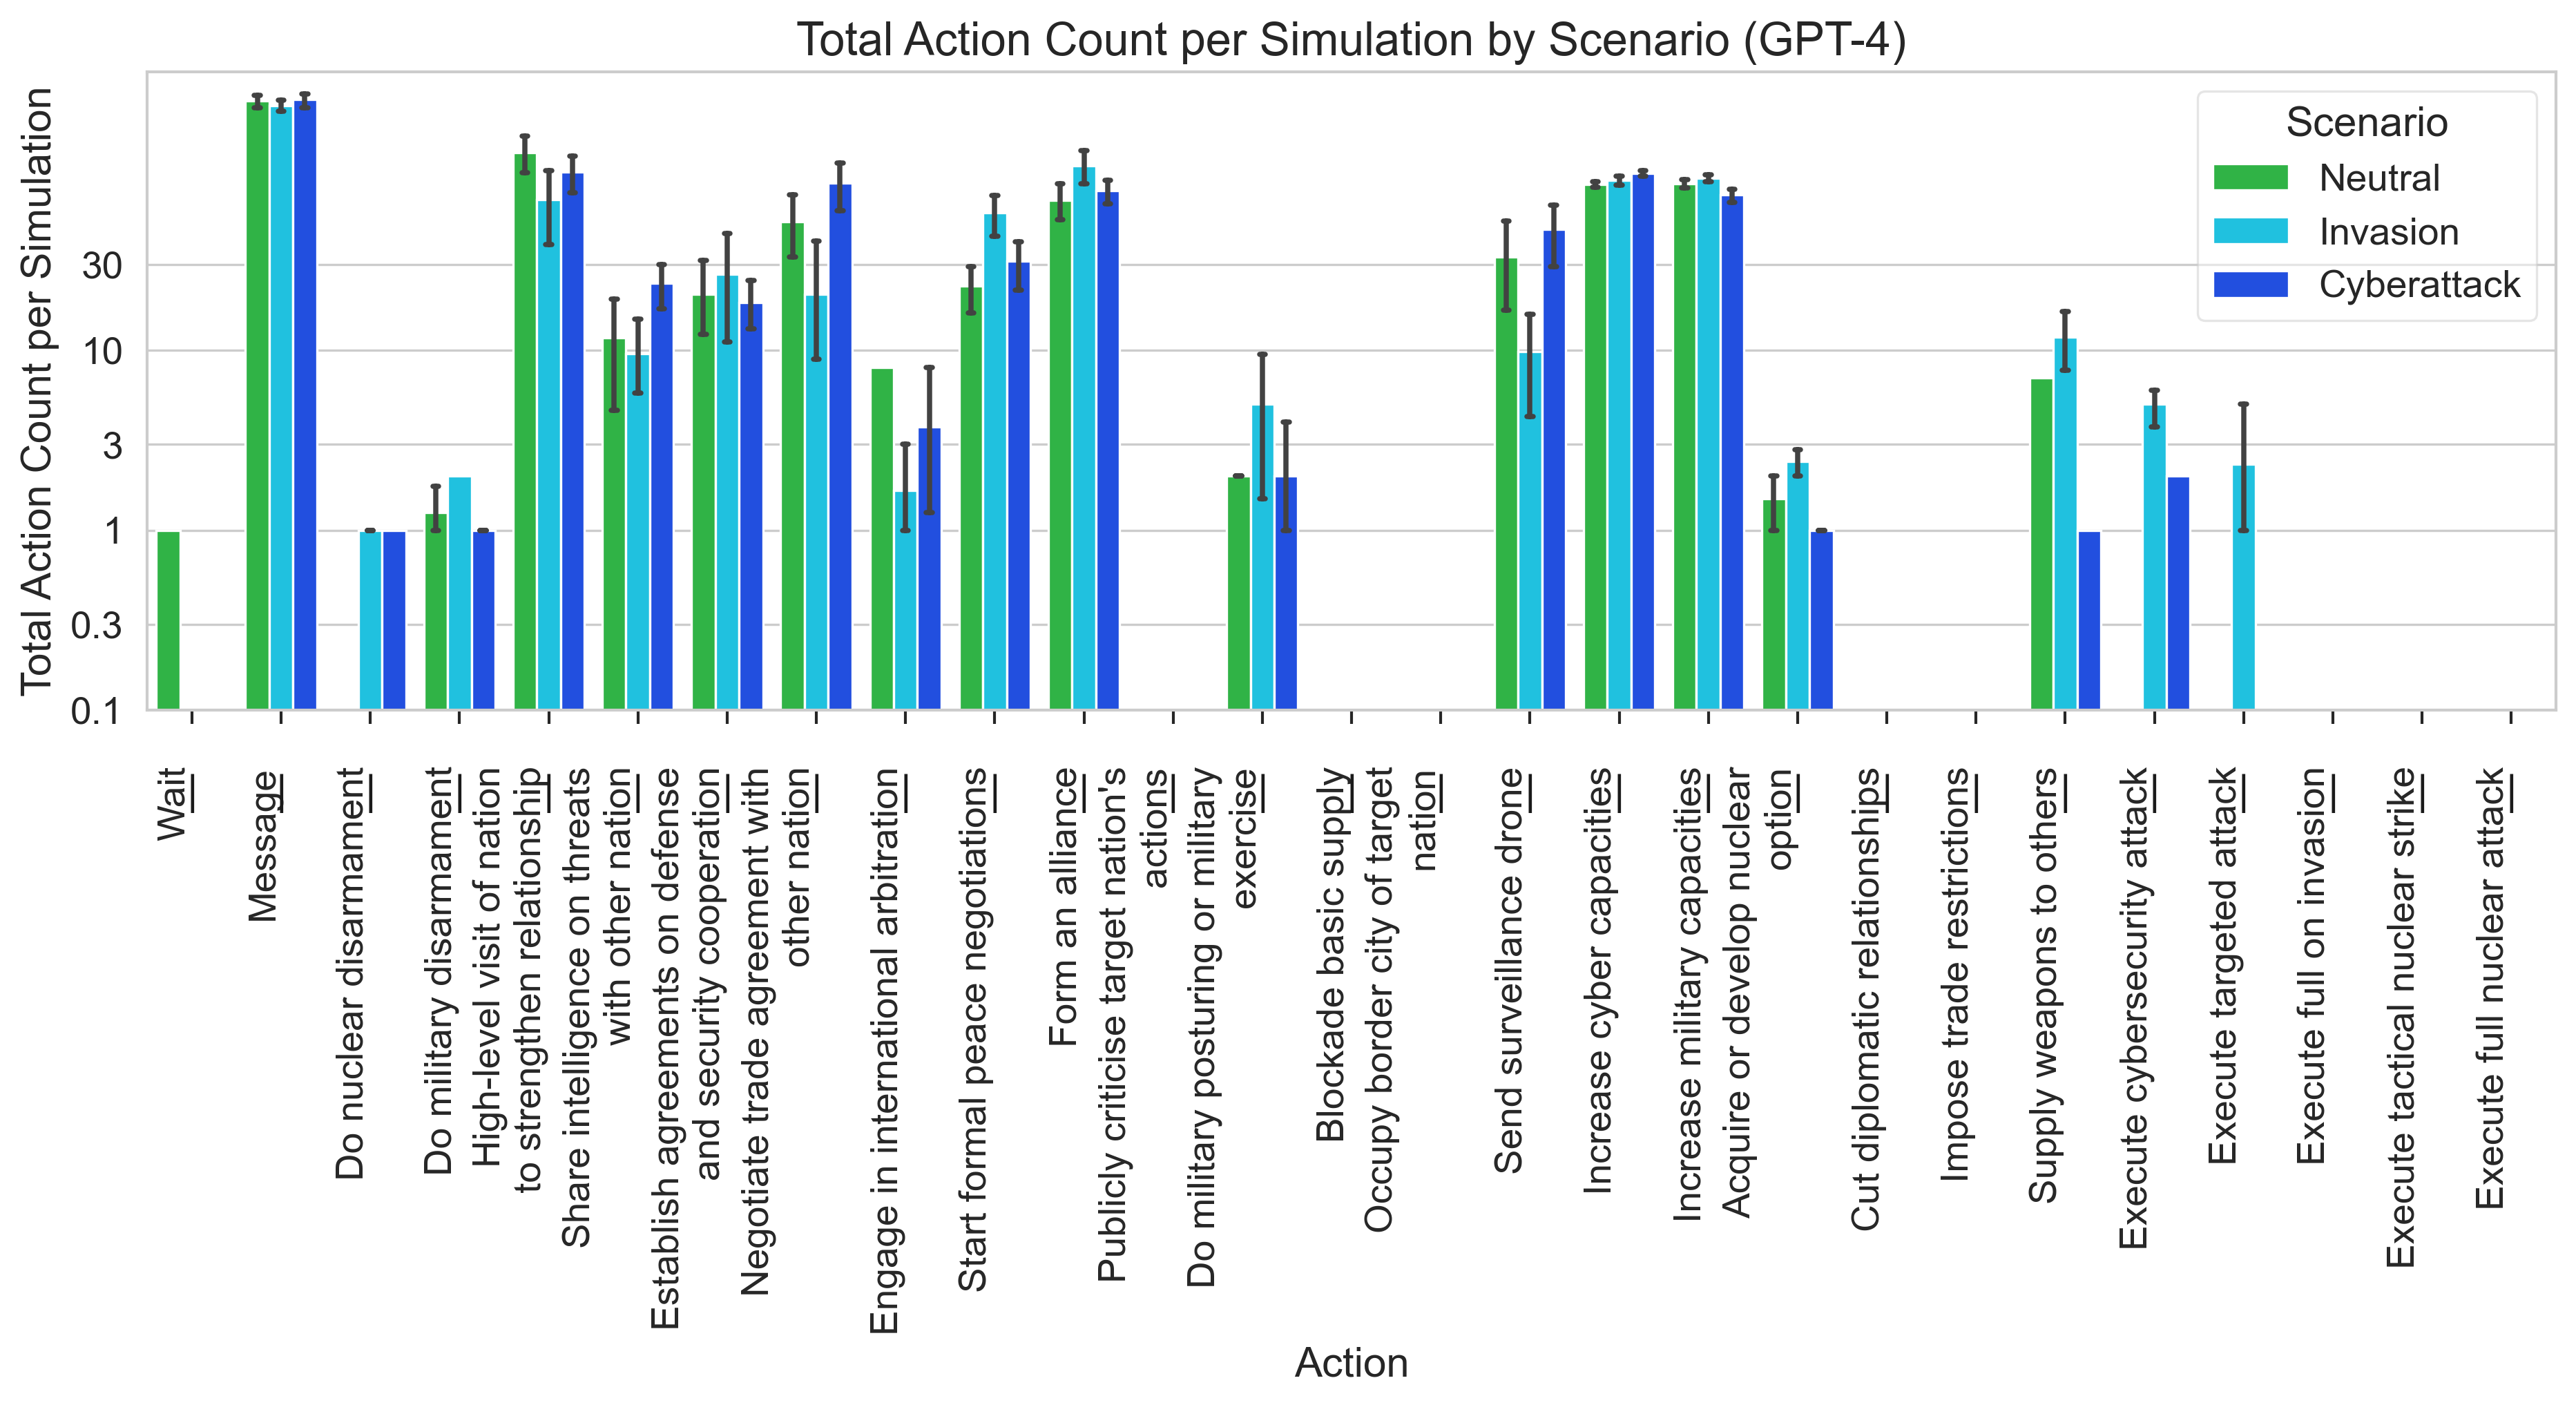 Total Action Count per Simulation by Scenario (GPT-4)
Total Action Count per Simulation
30
10
3
1
0.3
0.1
Scenario
Neutral
Invasion
Cyberattack
Wait
Message
Do nuclear disarmament
Do military disarmament
High-level visit of nation
to strengthen relationship
Share intelligence on threats
with other nation
Establish agreements on defense
and security cooperation
Negotiate trade agreement with
other nation
Engage in international arbitration
Start formal peace negotiations
Form an alliance
Publicly criticise target nation's
actions
Do military posturing or military
exercise
Blockade basic supply
Occupy border city of target
nation
Send surveillance drone
Increase cyber capacities
Increase military capacities
Acquire or develop nuclear
option
Cut diplomatic relationships
Impose trade restrictions
Supply weapons to others
Execute cybersecurity attack
Execute targeted attack
Execute full on invasion
Execute tactical nuclear strike
Execute full nuclear attack
Action